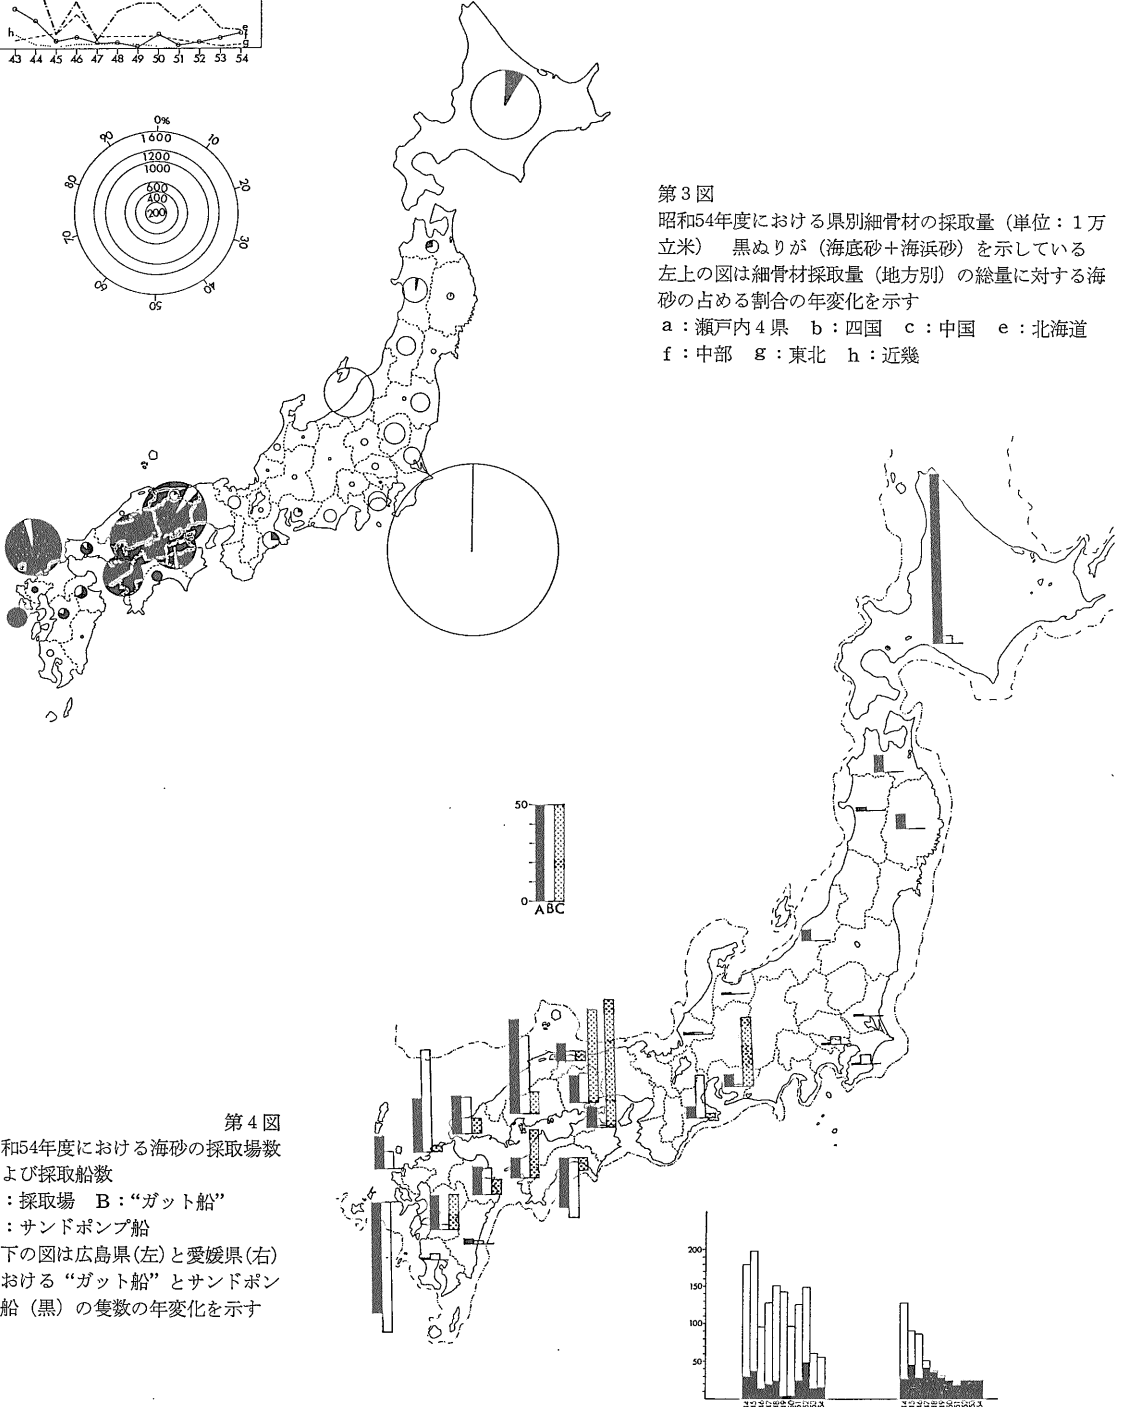 h
e
f
g
43 44 45 46 47 48 49 50 51 52 53 54
0%
90
10
80
20
70
30
60
40
50
1600
1200
1000
600
400
200
第3図
昭和54年度における県別細骨材の採取量（単位：1万
立米）　黒ぬりが（海底砂＋海浜砂）を示している
左上の図は細骨材採取量（地方別）の総量に対する海
砂の占める割合の年変化を示す
a：瀬戸内4県　b：四国　c：中国　e：北海道
f：中部　g：東北　h：近幾
50
0
ABC
第4図
和54年度における海砂の採取場数
よび採取船数
：採取場　B：“ガット船”
：サンドポンプ船
下の図は広島県(左)と愛媛県(右)
おける“ガット船”とサンドポン
船（黒）の隻数の年変化を示す
200
150
100
50